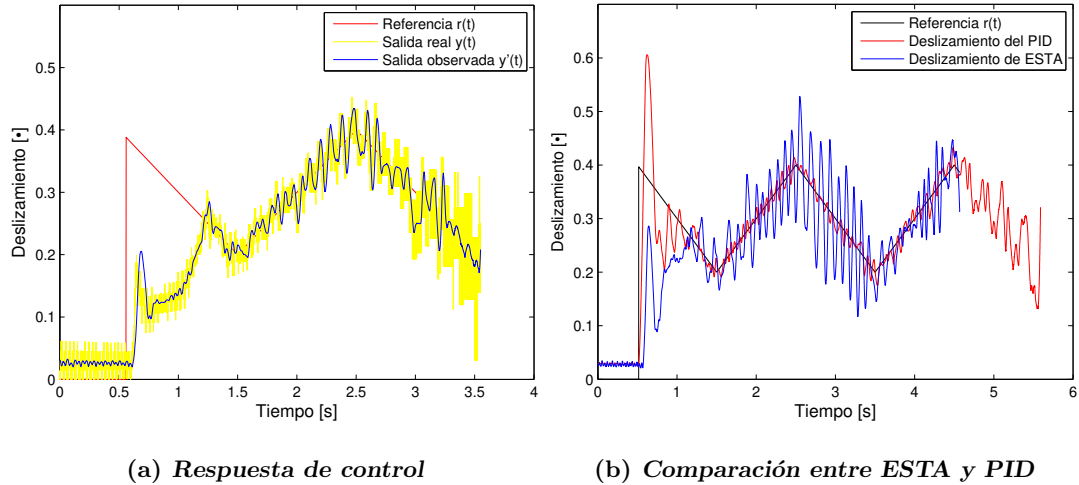 Referencia r(t)
Salida real y(t)
Salida observada y'(t)
0.5
0.4
0.3
0.2
0.1
0
Deslizamiento [•]
0 0.5 1 1.5 2 2.5 3 3.5 4
Tiempo [s]
(a) Respuesta de control
Referencia r(t)
Deslizamiento del PID
Deslizamiento de ESTA
0.6
0.5
0.4
0.3
0.2
0.1
0
Deslizamiento [•]
0 1 2 3 4 5 6
Tiempo [s]
(b) Comparación entre ESTA y PID